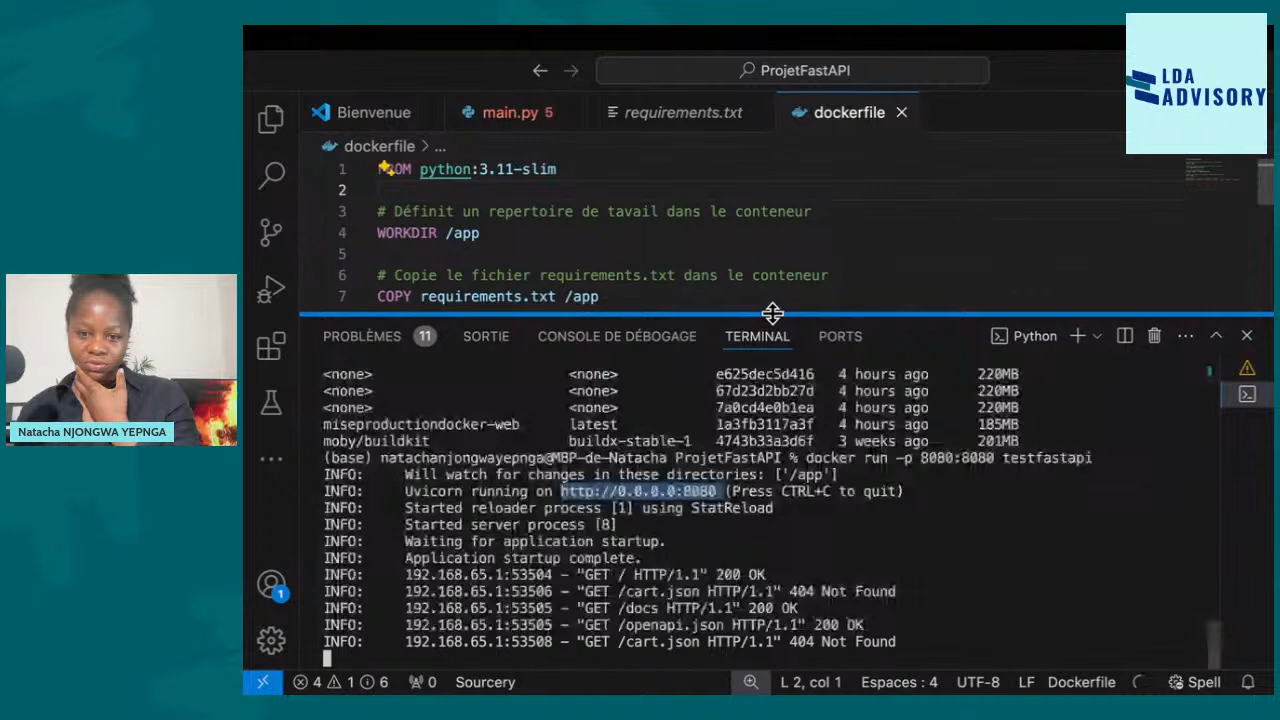 ProjetFastAPI
LDA
ADVISORY
Bienvenue
main.py 5
requirements.txt
dockerfile
dockerfile > ...
1 OM python:3.11-slim
2
3 # Définit un repertoire de tavail dans le conteneur
4 WORKDIR /app
5
6 # Copie le fichier requirements.txt dans le conteneur
7 COPY requirements.txt /app
PROBLÈMES 11 SORTIE CONSOLE DE DÉBOGAGE TERMINAL PORTS Python
<none> <none> e625dec5d416 4 hours ago 220MB
<none> <none> 67d23d2bb27d 4 hours ago 220MB
<none> <none> 7a0cd4e0b1ea 4 hours ago 220MB
miseproductiondocker-web latest 1a3fb3117a3f 4 hours ago 185MB
moby/buildkit buildx-stable-1 4743b33a3d6f 3 weeks ago 201MB
(base) natachanjongwayepnga@MBP-de-Natacha ProjetFastAPI % docker run -p 8080:8080 testfastapi
INFO: Will watch for changes in these directories: ['/app']
INFO: Uvicorn running on http://0.0.0.0:8080 (Press CTRL+C to quit)
INFO: Started reloader process [1] using StatReload
INFO: Started server process [8]
INFO: Waiting for application startup.
INFO: Application startup complete.
INFO: 192.168.65.1:53504 - "GET / HTTP/1.1" 200 OK
INFO: 192.168.65.1:53506 - "GET /cart.json HTTP/1.1" 404 Not Found
INFO: 192.168.65.1:53505 - "GET /docs HTTP/1.1" 200 OK
INFO: 192.168.65.1:53505 - "GET /openapi.json HTTP/1.1" 200 OK
INFO: 192.168.65.1:53508 - "GET /cart.json HTTP/1.1" 404 Not Found
Natacha NJONGWA YEPNGA
1
4 1 6 0 Sourcery L 2, col 1 Espaces : 4 UTF-8 LF Dockerfile Spell